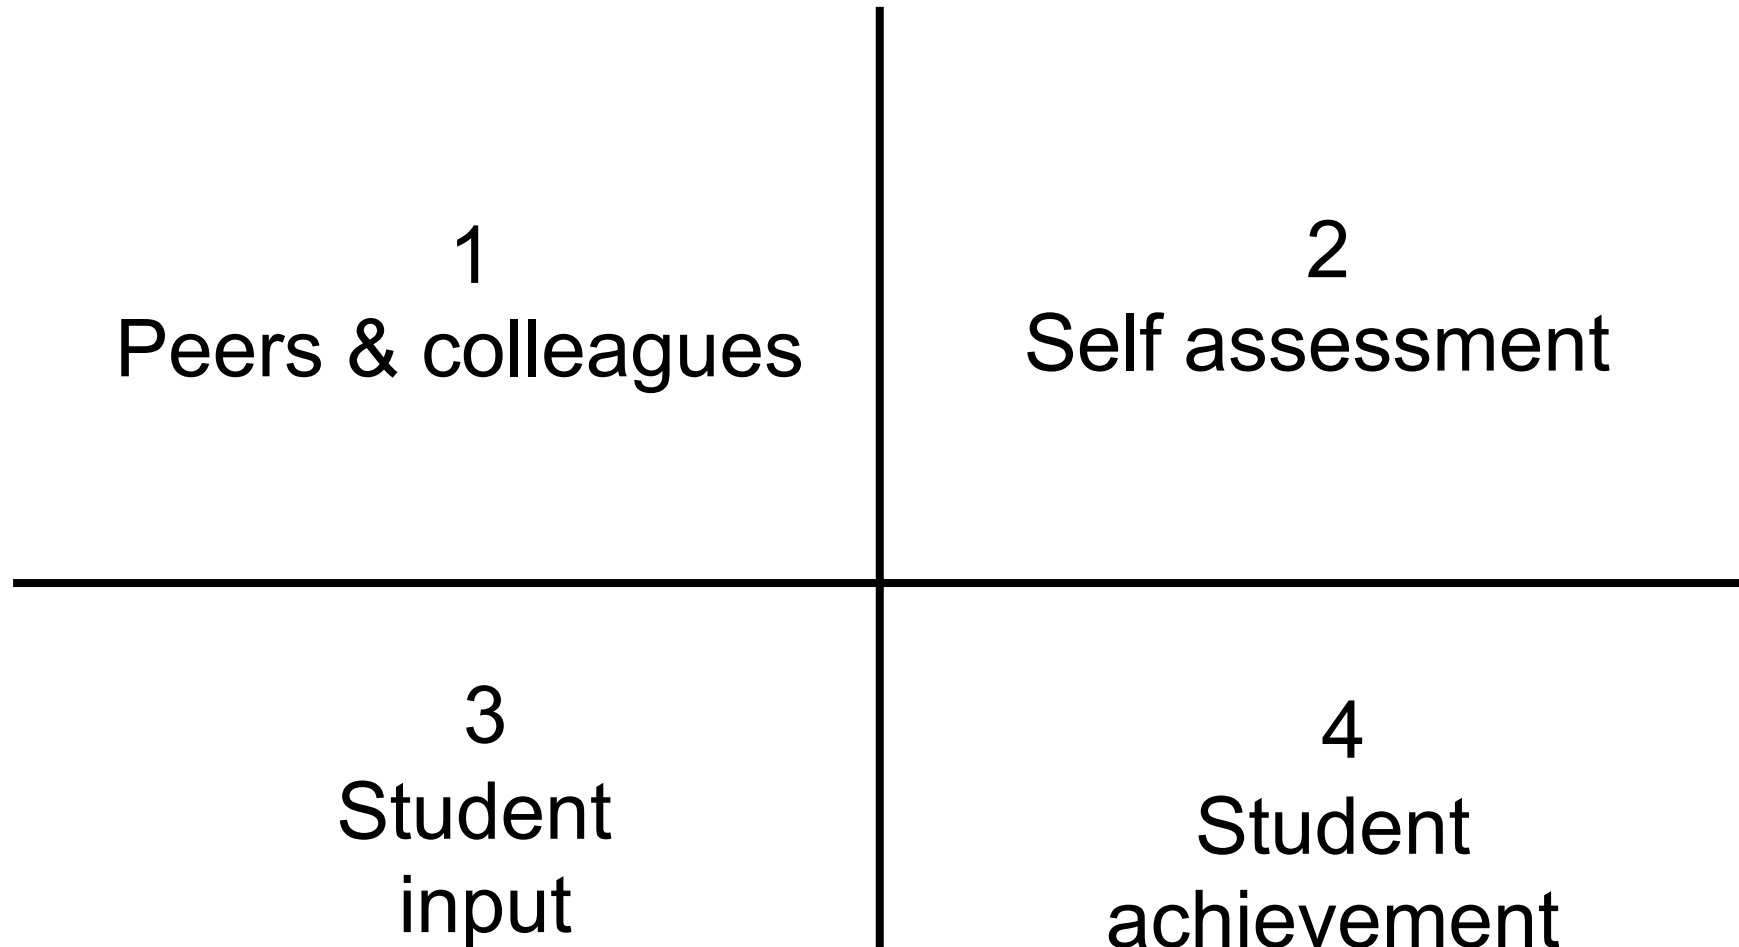 1
Peers & colleagues
2
Self assessment
3
Student
input
4
Student
achievement